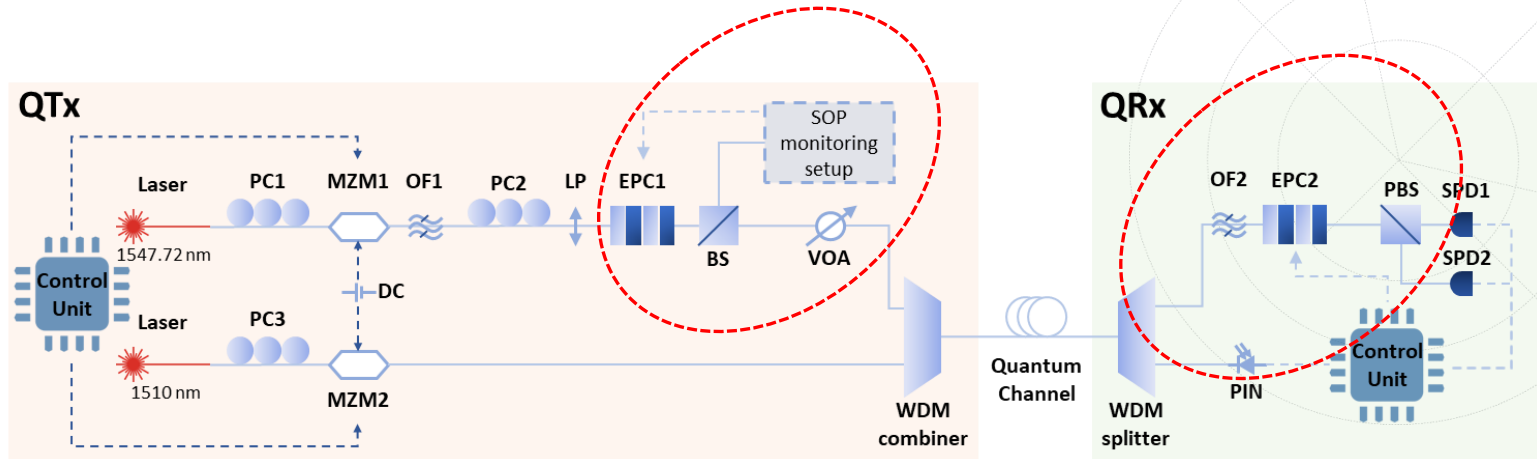 QTx
QRx
SOP
monitoring
setup
Laser
PC1
MZM1
OF1
PC2
LP
EPC1
OF2
EPC2
PBS
SPD1
1547.72 nm
BS
VOA
SPD2
Control
Unit
DC
Laser
PC3
Quantum
Channel
Control
Unit
1510 nm
MZM2
PIN
WDM
combiner
WDM
splitter